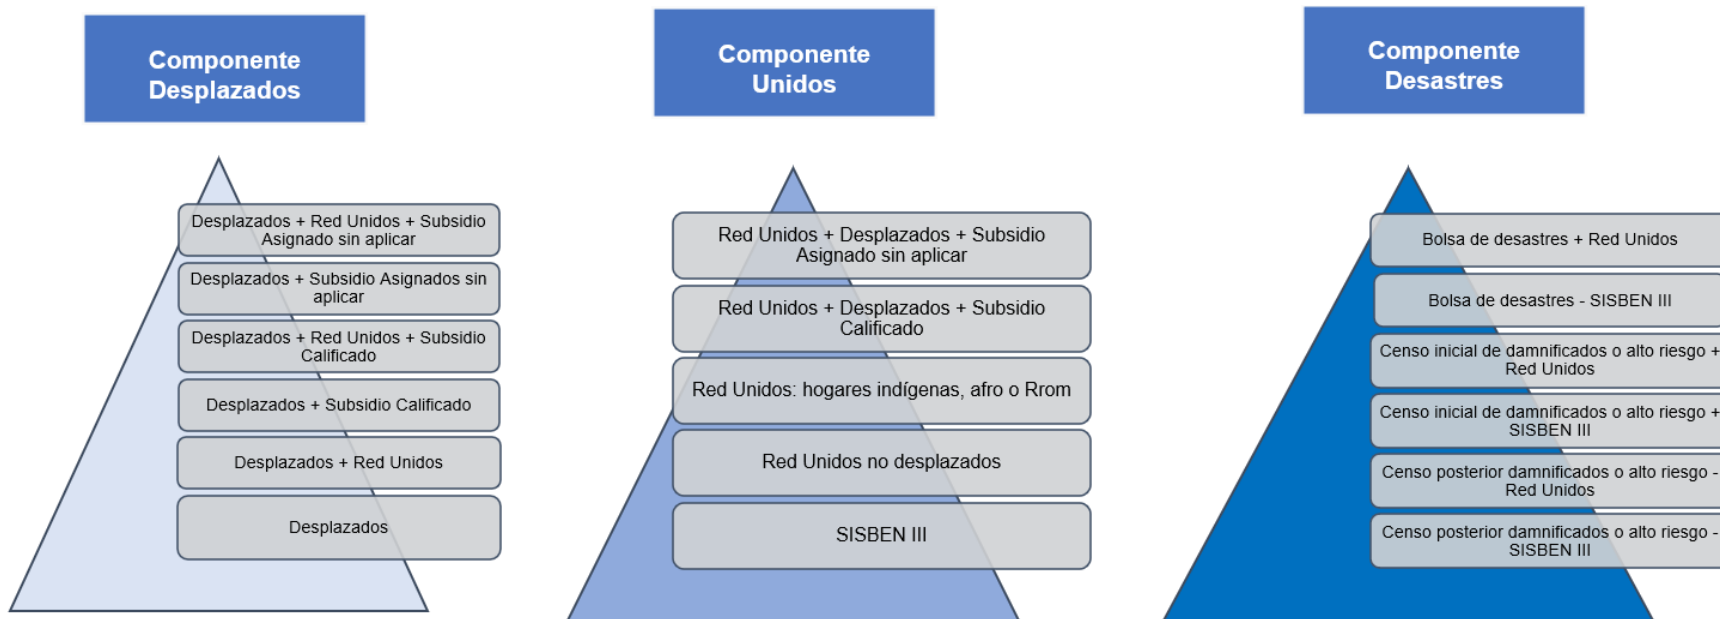 Componente
Desplazados
Desplazados + Red Unidos + Subsidio
Asignado sin aplicar
Desplazados + Subsidio Asignados sin
aplicar
Desplazados + Red Unidos + Subsidio
Calificado
Desplazados + Subsidio Calificado
Desplazados + Red Unidos
Desplazados
Componente
Unidos
Red Unidos + Desplazados + Subsidio
Asignado sin aplicar
Red Unidos + Desplazados + Subsidio
Calificado
Red Unidos: hogares indígenas, afro o Rrom
Red Unidos no desplazados
SISBEN III
Componente
Desastres
Bolsa de desastres + Red Unidos
Bolsa de desastres - SISBEN III
Censo inicial de damnificados o alto riesgo +
Red Unidos
Censo inicial de damnificados o alto riesgo +
SISBEN III
Censo posterior damnificados o alto riesgo -
Red Unidos
Censo posterior damnificados o alto riesgo -
SISBEN III